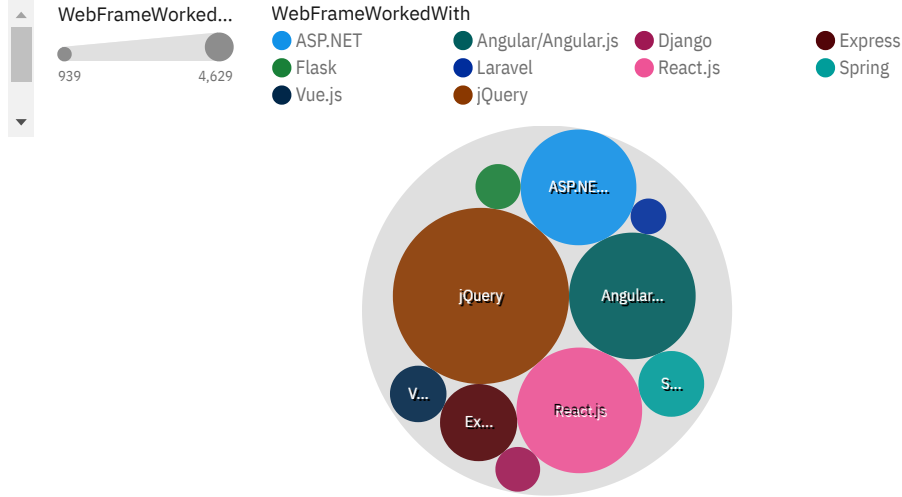 WebFrameWorked...
939 4,629
WebFrameWorkedWith
ASP.NET Angular/Angular.js Django Express
Flask Laravel React.js Spring
Vue.js jQuery
ASP.NE...
jQuery
Angular...
S...
V...
React.js
Ex...